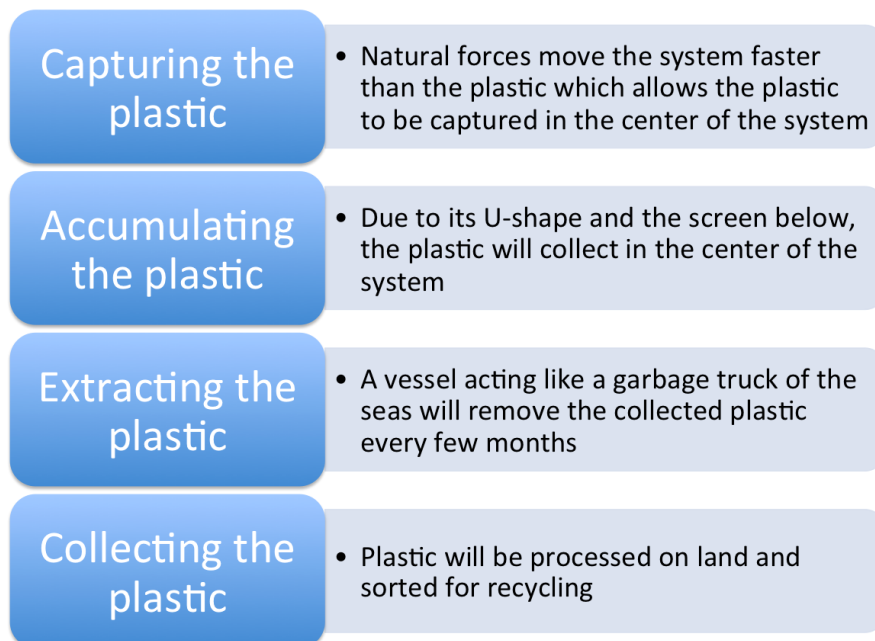 Capturing the
plastic
• Natural forces move the system faster
than the plastic which allows the plastic
to be captured in the center of the system
Accumulating
the plastic
• Due to its U-shape and the screen below,
the plastic will collect in the center of the
system
Extracting the
plastic
• A vessel acting like a garbage truck of the
seas will remove the collected plastic
every few months
Collecting the
plastic
• Plastic will be processed on land and
sorted for recycling